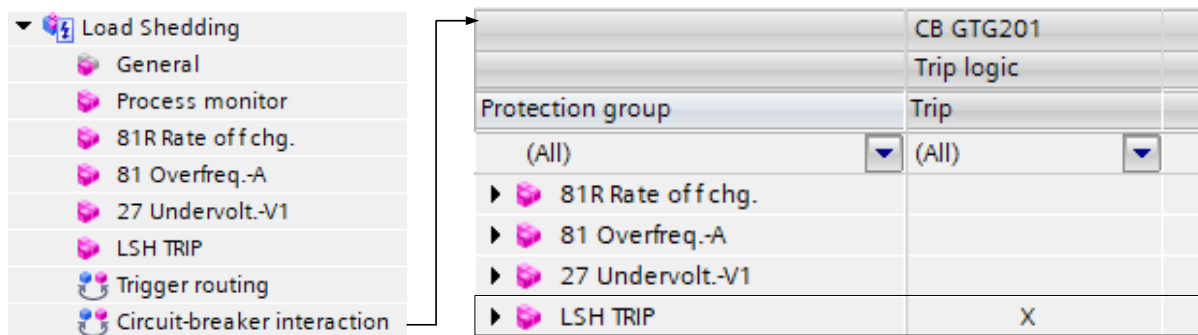 Load Shedding
General
Process monitor
81R Rate of f chg.
81 Overfreq.-A
27 Undervolt.-V1
LSH TRIP
Trigger routing
Circuit-breaker interaction
CB GTG201
Trip logic
Protection group Trip
(All) (All)
81R Rate of f chg.
81 Overfreq.-A
27 Undervolt.-V1
LSH TRIP X